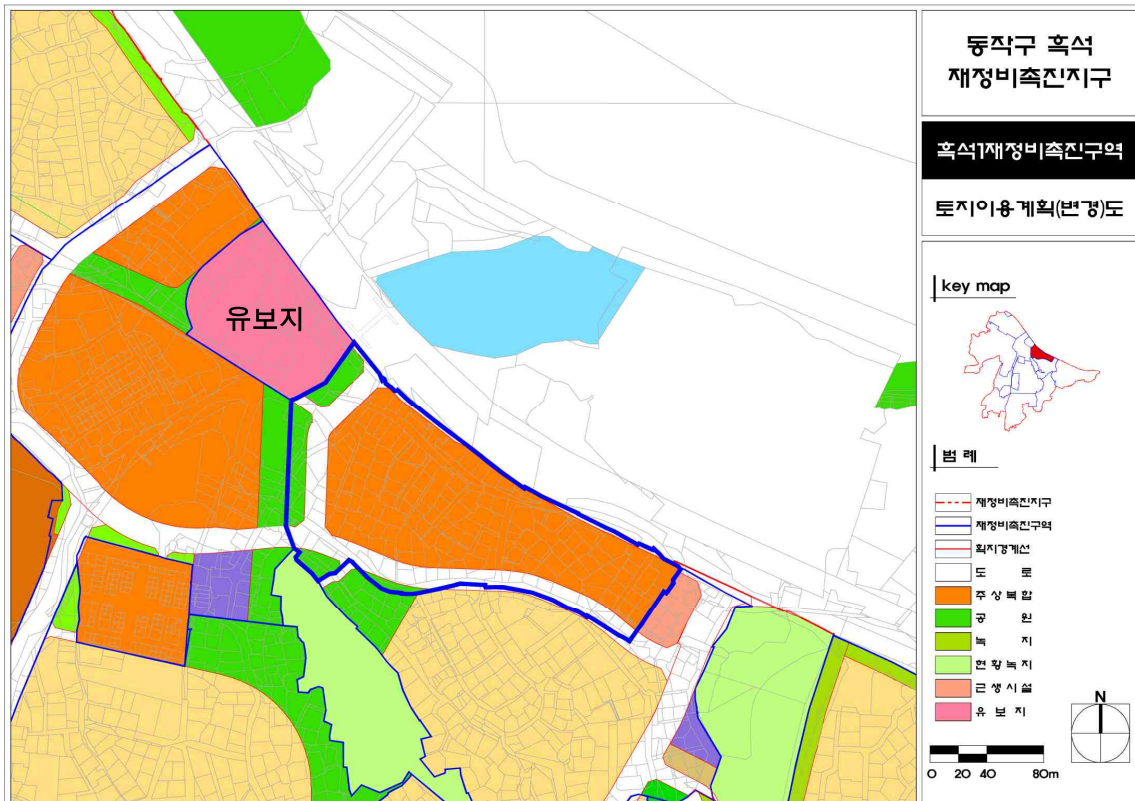 동작구 흑석
재정비촉진지구
흑석1재정비촉진구역
토지이용계획(변경)도
유보지
key map
범 례
재정비촉진지구
재정비촉진구역
획지경계선
도 로
주상복합
공 원
녹 지
현황녹지
근생시설
유 보 지
N
0 20 40 80m